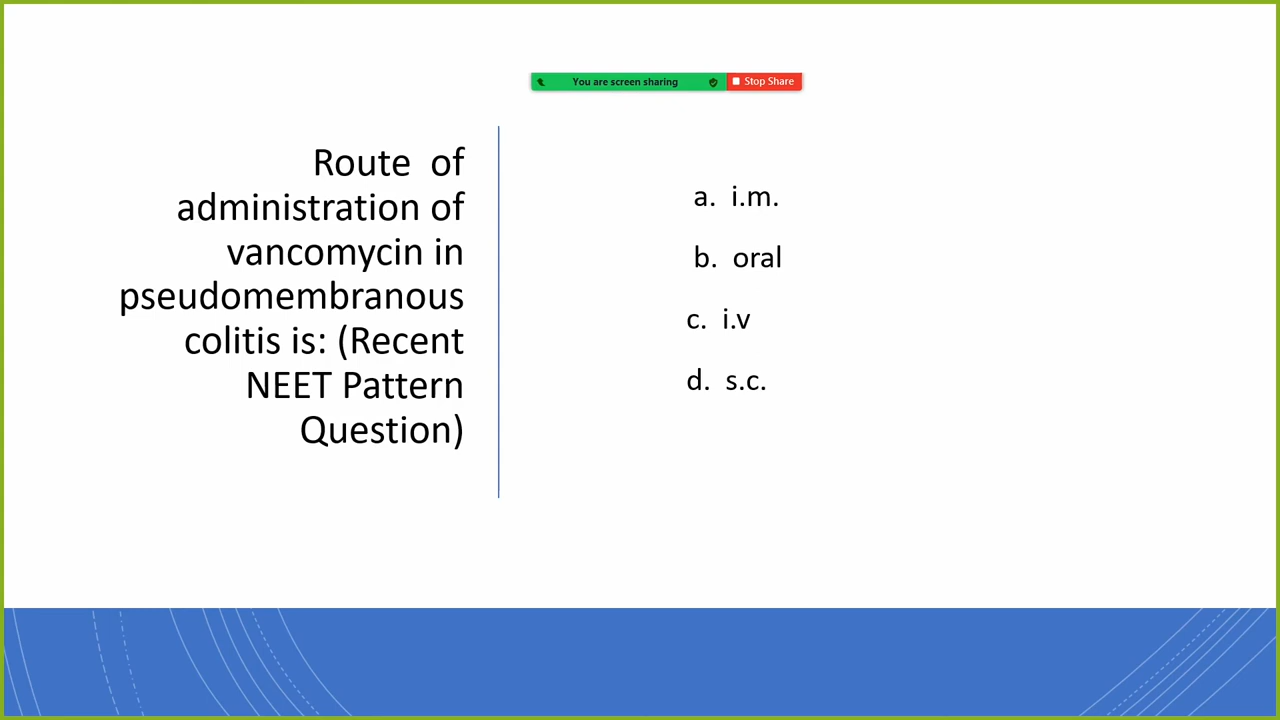 You are screen sharing
Stop Share
Route of
administration of
vancomycin in
pseudomembranous
colitis is: (Recent
NEET Pattern
Question)
a. i.m.
b. oral
c. i.v
d. s.c.